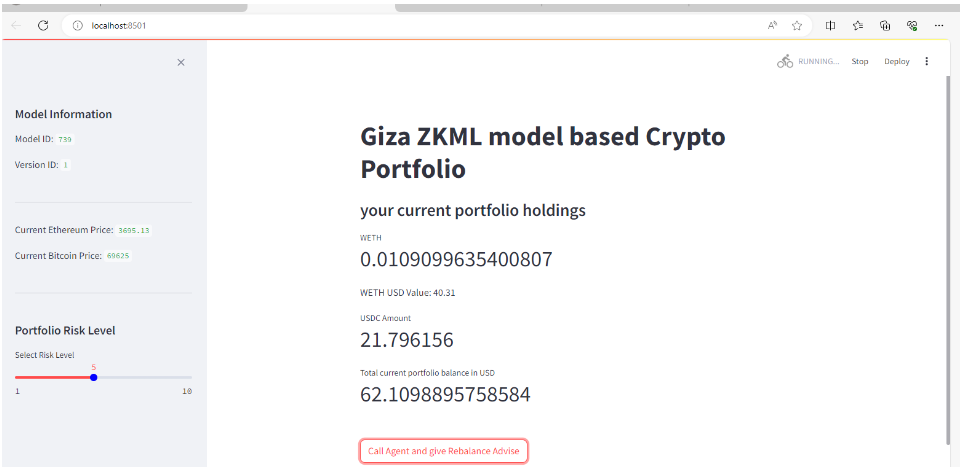 localhost:8501
RUNNING...
Stop
Deploy
Model Information
Model ID: 739
Version ID: 1
Current Ethereum Price: 3695.13
Current Bitcoin Price: 69625
Portfolio Risk Level
Select Risk Level
5
1
10
Giza ZKML model based Crypto
Portfolio
your current portfolio holdings
WETH
0.0109099635400807
WETH USD Value: 40.31
USDC Amount
21.796156
Total current portfolio balance in USD
62.1098895758584
Call Agent and give Rebalance Advise